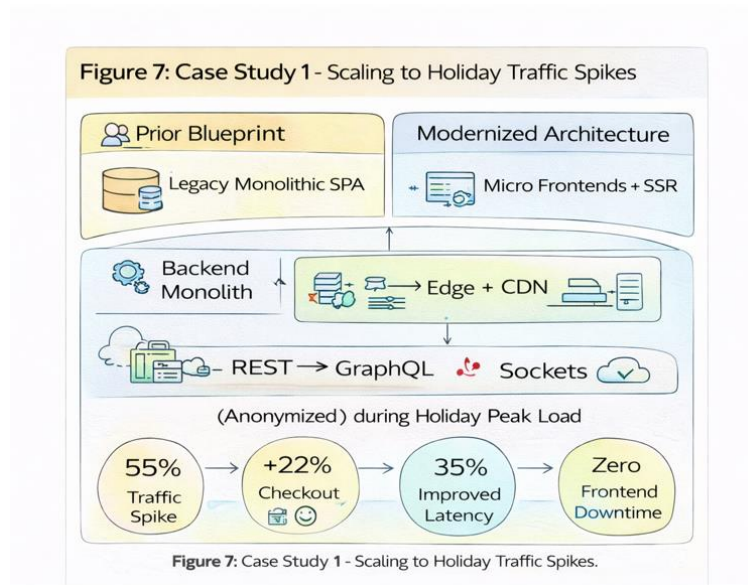 Figure 7: Case Study 1 - Scaling to Holiday Traffic Spikes
Prior Blueprint
Modernized Architecture
Legacy Monolithic SPA
Micro Frontends + SSR
Backend
Monolith
Edge + CDN
REST → GraphQL
Sockets
(Anonymized) during Holiday Peak Load
55%
Traffic
Spike
+22%
Checkout
35%
Improved
Latency
Zero
Frontend
Downtime
Figure 7: Case Study 1 - Scaling to Holiday Traffic Spikes.